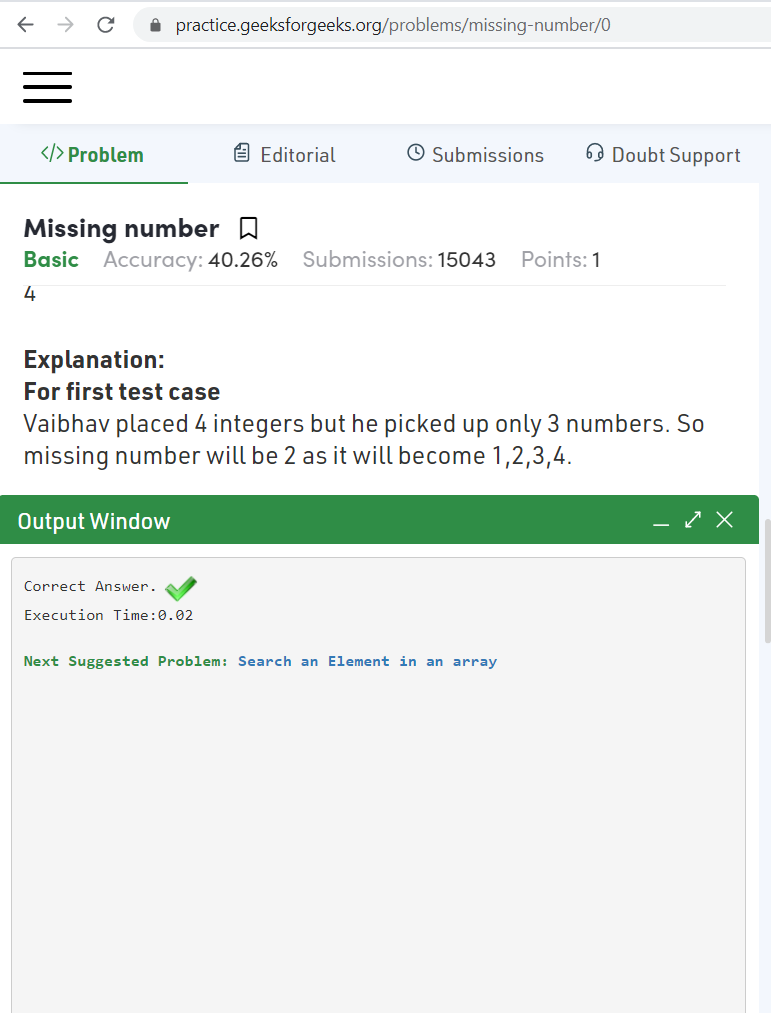 practice.geeksforgeeks.org/problems/missing-number/0
</> Problem Editorial Submissions Doubt Support
Missing number
Basic Accuracy: 40.26% Submissions: 15043 Points: 1
4
Explanation:
For first test case
Vaibhav placed 4 integers but he picked up only 3 numbers. So
missing number will be 2 as it will become 1,2,3,4.
Output Window
Correct Answer.
Execution Time:0.02
Next Suggested Problem: Search an Element in an array